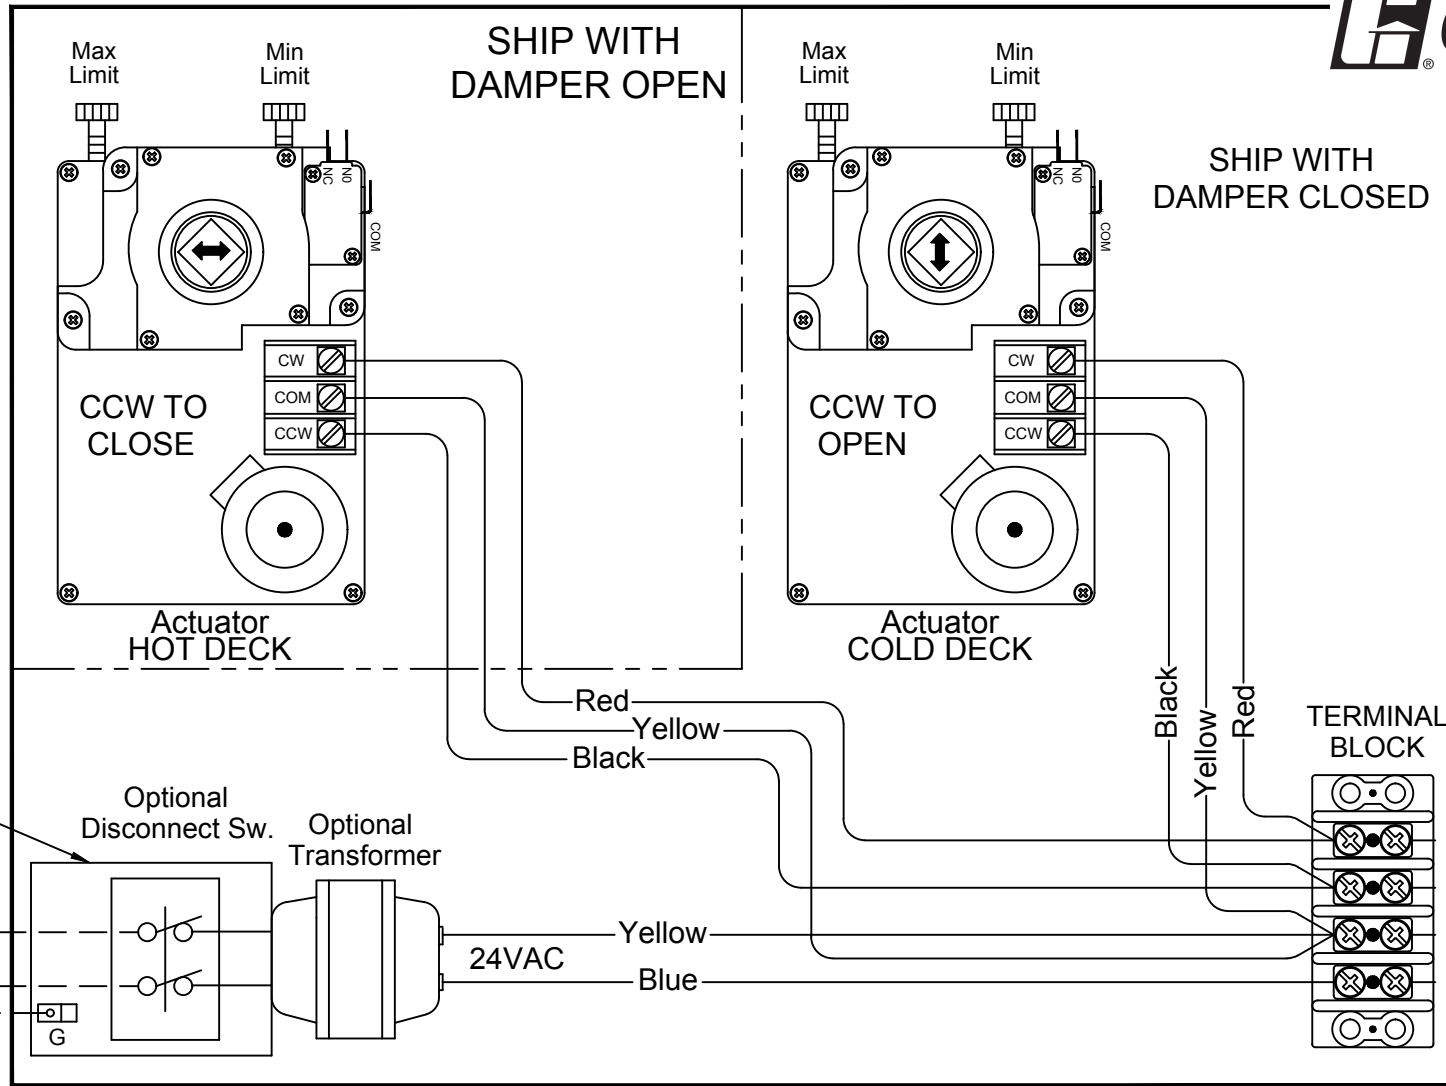 Max
Limit
Min
Limit
SHIP WITH
DAMPER OPEN
NC
N0
COM
CW
COM
CCW
CCW TO
CLOSE
Actuator
HOT DECK
Max
Limit
Min
Limit
SHIP WITH
DAMPER CLOSED
NC
N0
COM
CW
COM
CCW
CCW TO
OPEN
Actuator
COLD DECK
Red
Yellow
Black
Black
Yellow
Red
TERMINAL
BLOCK
Optional
Disconnect Sw.
Optional
Transformer
G
24VAC
Yellow
Blue
®